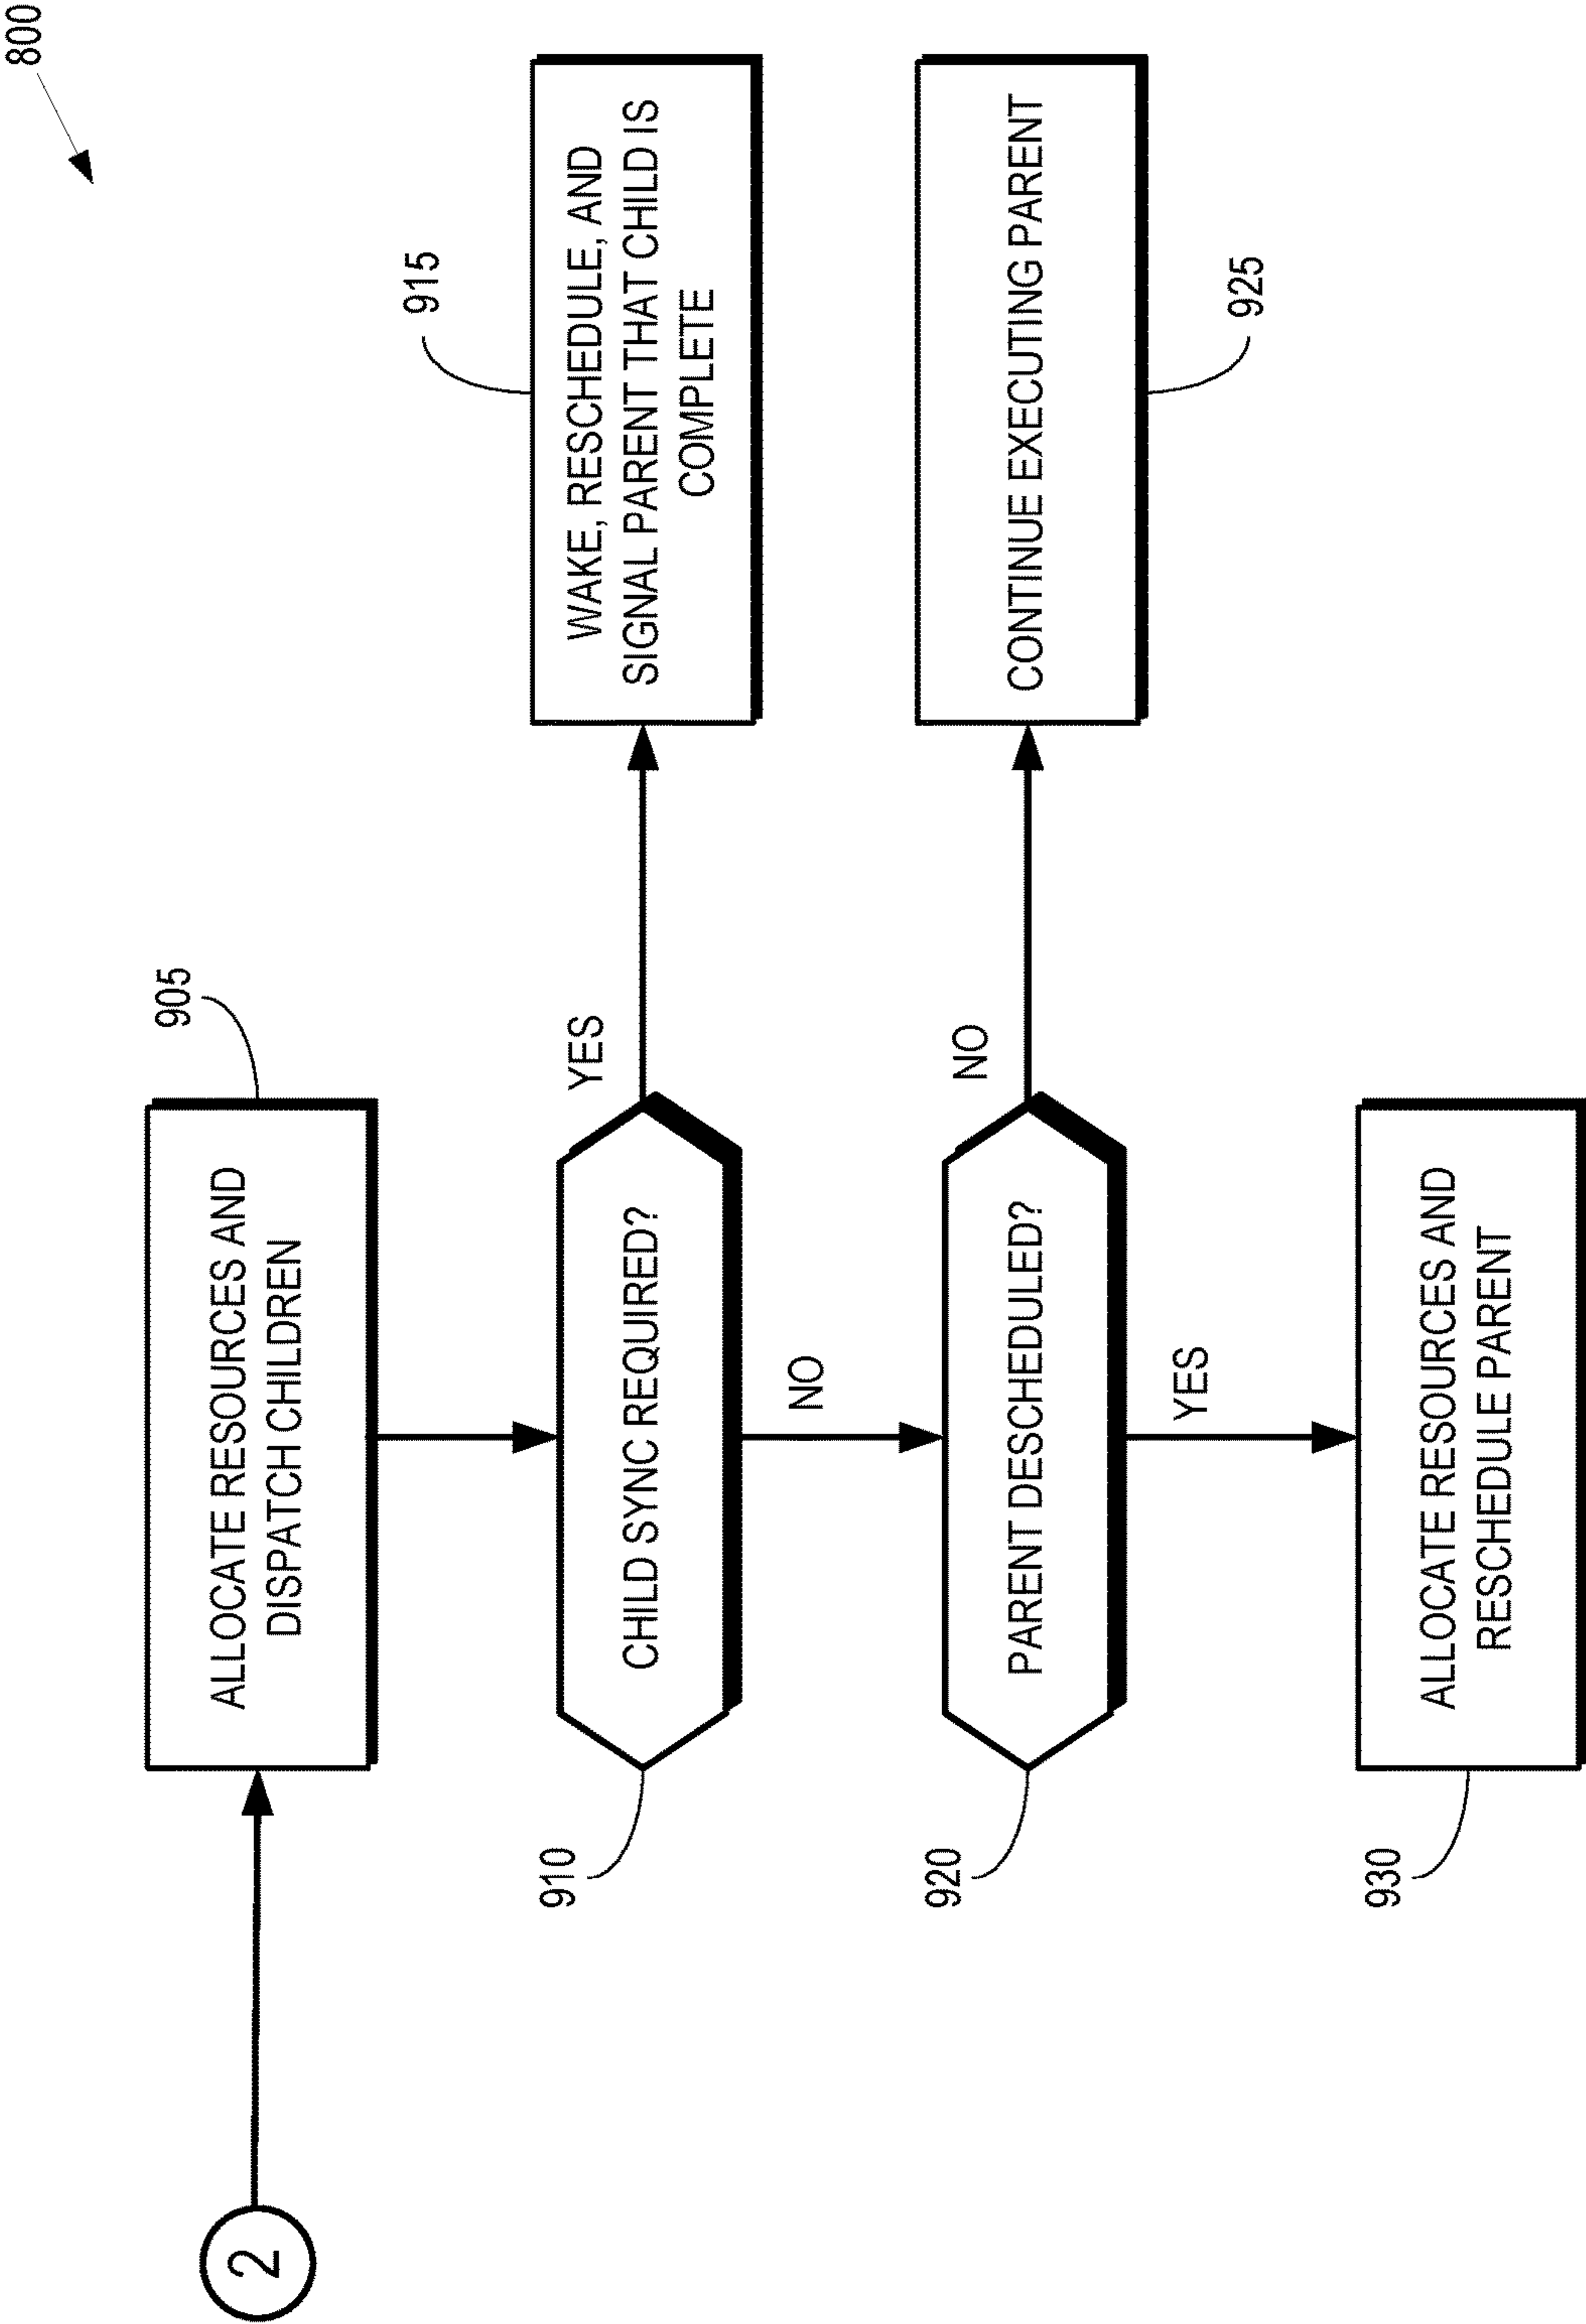 800
2
905
ALLOCATE RESOURCES AND
DISPATCH CHILDREN
910
CHILD SYNC REQUIRED?
YES
915
WAKE, RESCHEDULE, AND
SIGNAL PARENT THAT CHILD IS
COMPLETE
NO
920
PARENT DESCHEDULED?
NO
CONTINUE EXECUTING PARENT
925
YES
930
ALLOCATE RESOURCES AND
RESCHEDULE PARENT